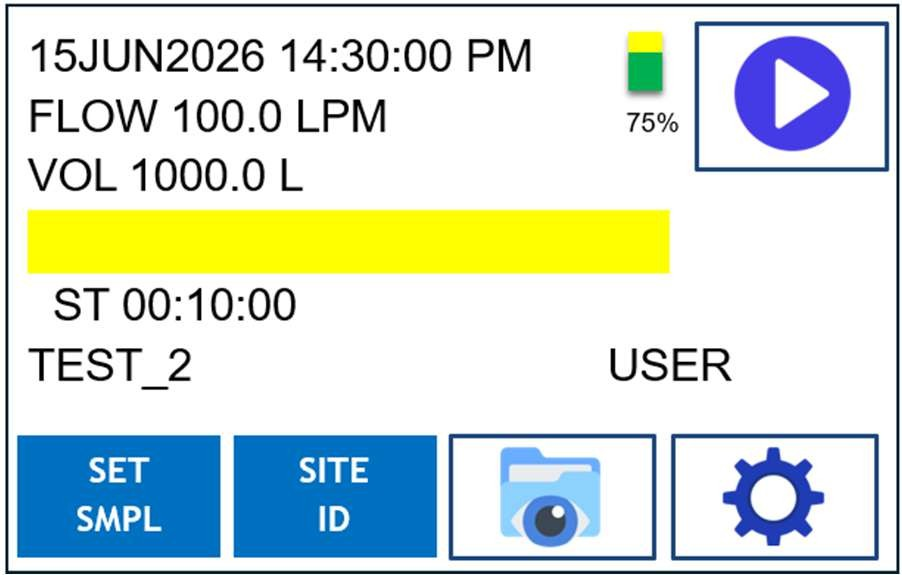 15JUN2026 14:30:00 PM
FLOW 100.0 LPM
75%
VOL 1000.0 L
ST 00:10:00
TEST_2
USER
SET
SMPL
SITE
ID